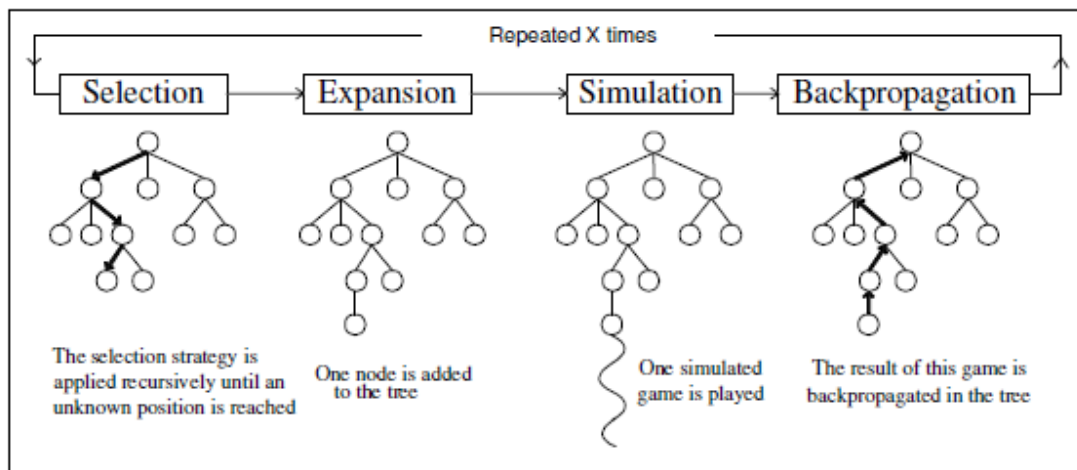 Repeated X times
Selection
Expansion
Simulation
Backpropagation
The selection strategy is
applied recursively until an
unknown position is reached
One node is added
to the tree
One simulated
game is played
The result of this game is
backpropagated in the tree